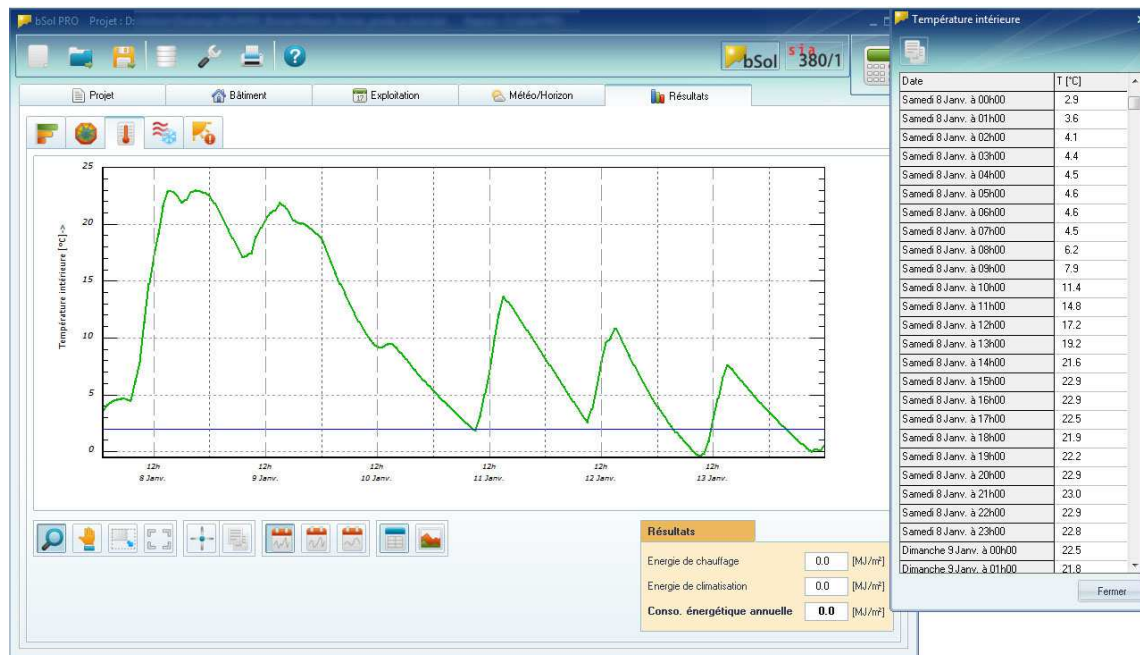 bSol PRO Projet : D:
bSol
sia 380/1
Projet
Bâtiment
17
Exploitation
Météo/Horizon
Résultats
Température intérieure [°C]->
25
20
15
10
5
0
12h 12h 12h 12h 12h 12h
8 Janv. 9 Janv. 10 Janv. 11 Janv. 12 Janv. 13 Janv.
Résultats
Energie de chauffage 0.0 [MJ/m²]
Energie de climatisation 0.0 [MJ/m²]
Conso. énergétique annuelle 0.0 [MJ/m²]
Température intérieure
Date T [°C]
Samedi 8 Janv. à 00h00 2.9
Samedi 8 Janv. à 01h00 3.6
Samedi 8 Janv. à 02h00 4.1
Samedi 8 Janv. à 03h00 4.4
Samedi 8 Janv. à 04h00 4.5
Samedi 8 Janv. à 05h00 4.6
Samedi 8 Janv. à 06h00 4.6
Samedi 8 Janv. à 07h00 4.5
Samedi 8 Janv. à 08h00 6.2
Samedi 8 Janv. à 09h00 7.9
Samedi 8 Janv. à 10h00 11.4
Samedi 8 Janv. à 11h00 14.8
Samedi 8 Janv. à 12h00 17.2
Samedi 8 Janv. à 13h00 19.2
Samedi 8 Janv. à 14h00 21.6
Samedi 8 Janv. à 15h00 22.9
Samedi 8 Janv. à 16h00 22.9
Samedi 8 Janv. à 17h00 22.5
Samedi 8 Janv. à 18h00 21.9
Samedi 8 Janv. à 19h00 22.2
Samedi 8 Janv. à 20h00 22.9
Samedi 8 Janv. à 21h00 23.0
Samedi 8 Janv. à 22h00 22.9
Samedi 8 Janv. à 23h00 22.8
Dimanche 9 Janv. à 00h00 22.5
Dimanche 9 Janv. à 01h00 21.8
Fermer